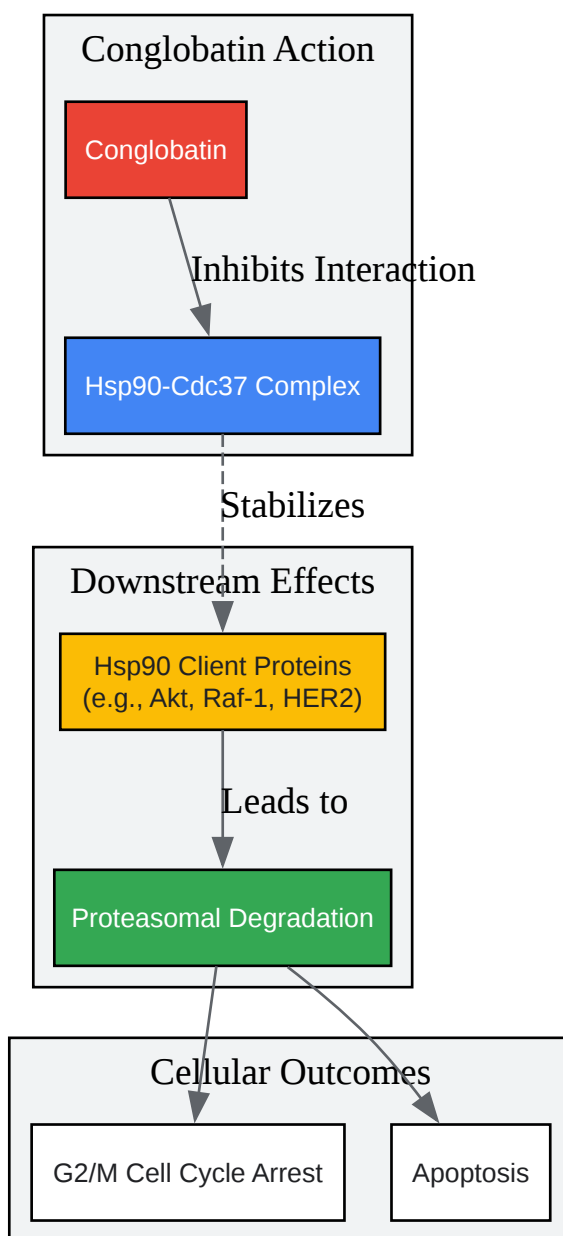 Conglobatin Action
Conglobatin
Inhibits Interaction
Hsp90-Cdc37 Complex
Stabilizes
Downstream Effects
Hsp90 Client Proteins
(e.g., Akt, Raf-1, HER2)
Leads to
Proteasomal Degradation
Cellular Outcomes
G2/M Cell Cycle Arrest
Apoptosis